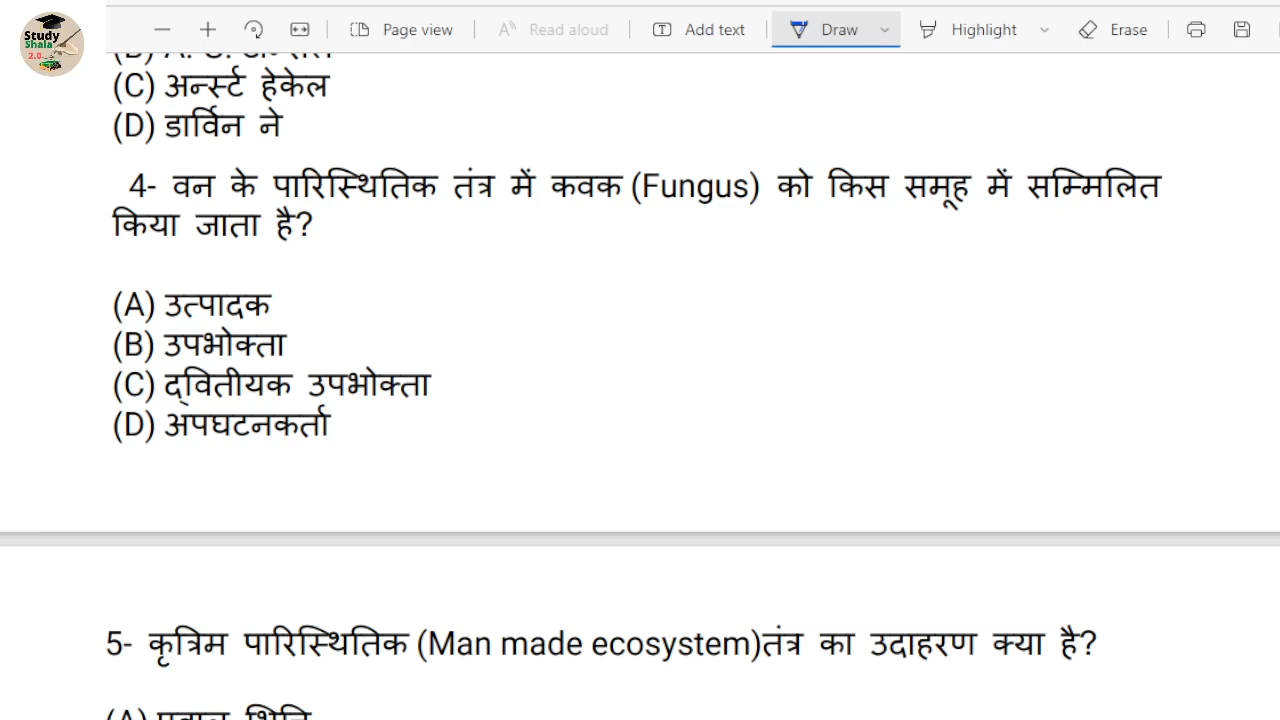 Study
Shala
2.0
Page view
Read aloud
Add text
Draw
Highlight
Erase
(C) अर्न्स्ट हेकेल
(D) डार्विन ने
4- वन के पारिस्थितिक तंत्र में कवक (Fungus) को किस समूह में सम्मिलित
किया जाता है?
(A) उत्पादक
(B) उपभोक्ता
(C) द्वितीयक उपभोक्ता
(D) अपघटनकर्ता
5- कृत्रिम पारिस्थितिक (Man made ecosystem)तंत्र का उदाहरण क्या है?